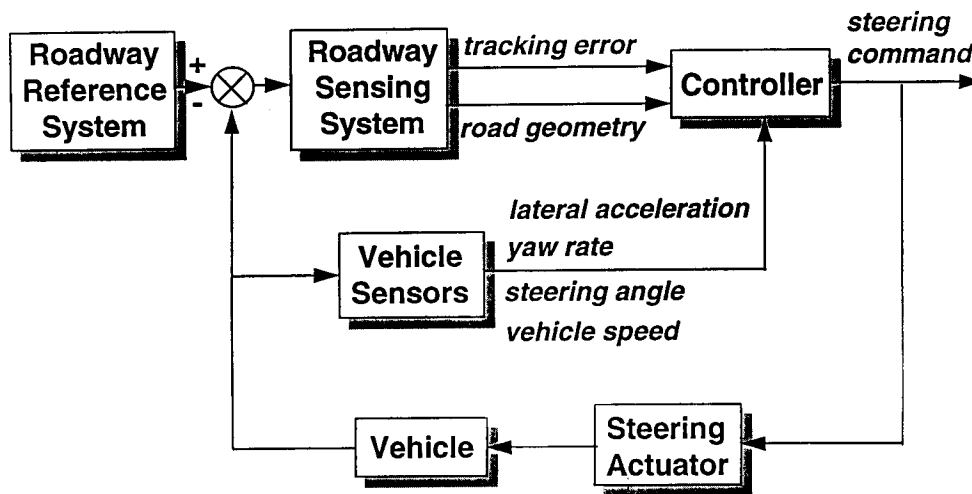 Roadway
Reference
System
+
-
Roadway
Sensing
System
tracking error
road geometry
Controller
steering
command
Vehicle
Sensors
lateral acceleration
yaw rate
steering angle
vehicle speed
Vehicle
Steering
Actuator